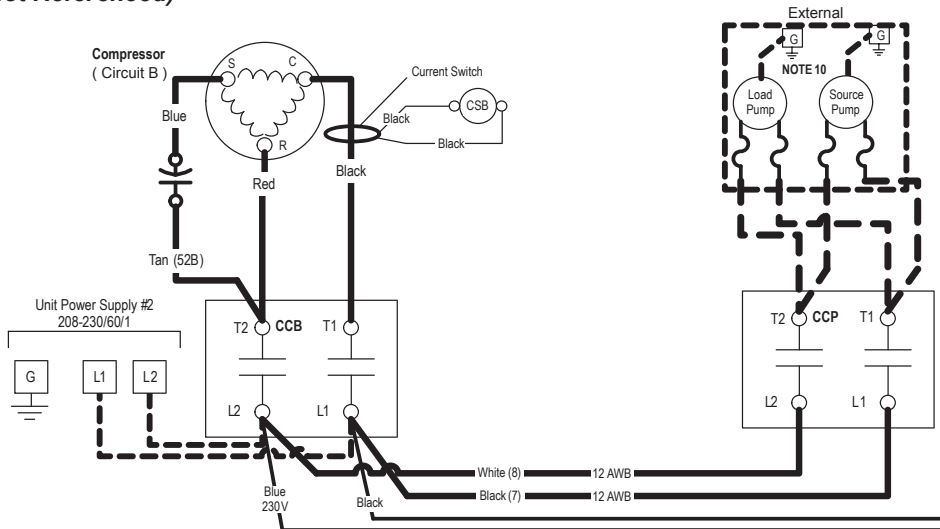 External
Compressor
( Circuit B )
S
C
R
Current Switch
CSB
Black
Black
Blue
Red
Black
Tan (52B)
G
G
NOTE 10
Load
Pump
Source
Pump
Unit Power Supply #2
208-230/60/1
G
L1
L2
T2
CCB
T1
L2
L1
T2
CCP
T1
L2
L1
White (8)
12 AWB
Black (7)
12 AWB
Blue
230V
Black